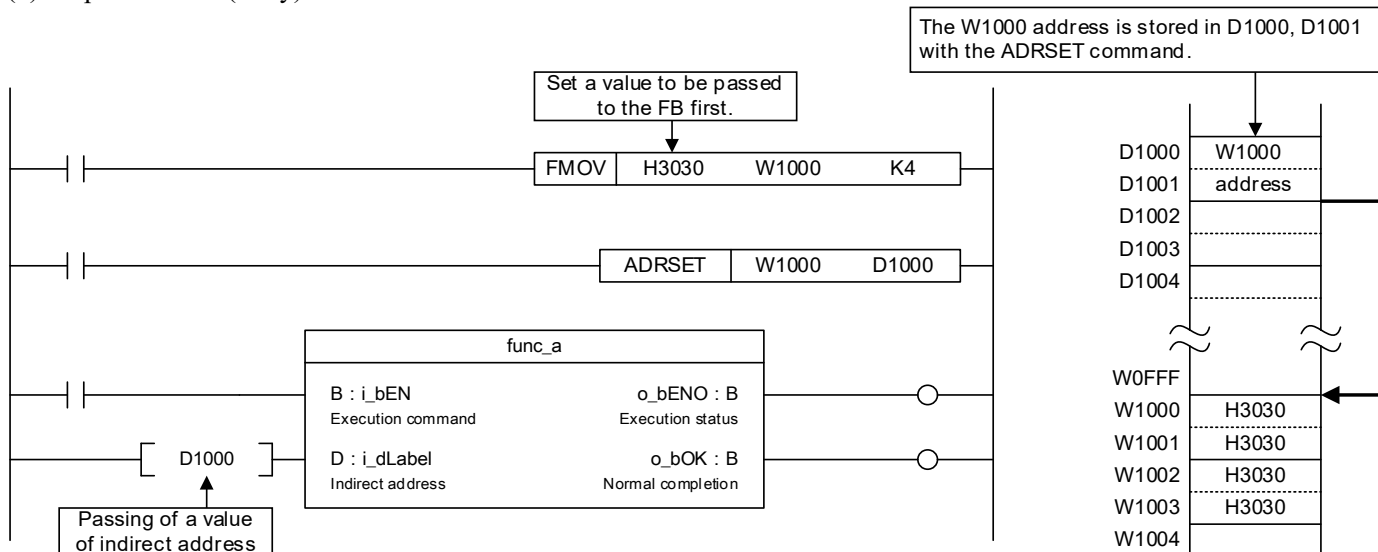 The W1000 address is stored in D1000, D1001
with the ADRSET command.
Set a value to be passed
to the FB first.
FMOV H3030 W1000 K4
ADRSET W1000 D1000
func_a
B : i_bEN o_bENO : B
Execution command Execution status
D1000 D : i_dLabel o_bOK : B
Indirect address Normal completion
Passing of a value
of indirect address
D1000 W1000
D1001 address
D1002
D1003
D1004
W0FFF
W1000 H3030
W1001 H3030
W1002 H3030
W1003 H3030
W1004